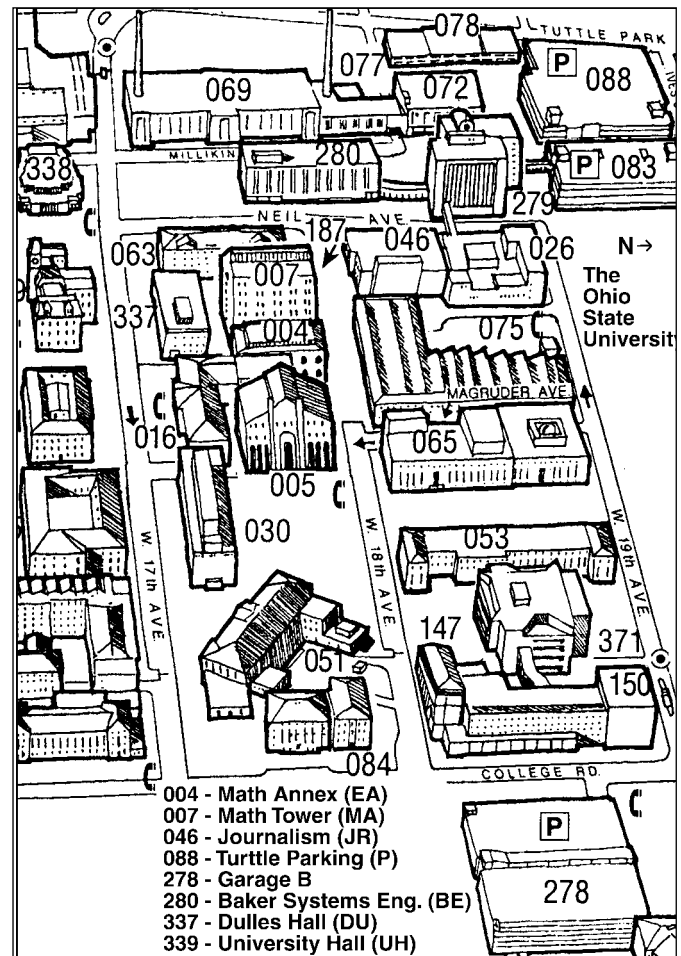 078
TUTTLE PARK
P
088
077
069
072
MILLIKIN
280
P
083
338
279
NEIL AVE.
187
063
046
026
N→
007
The
Ohio
State
University
337
004
075
MAGRUDER AVE.
016
065
005
030
W. 17th AVE.
W. 18th AVE.
053
W. 19th AVE.
147
371
051
150
084
COLLEGE RD.
004 - Math Annex (EA)
007 - Math Tower (MA)
046 - Journalism (JR)
088 - Turttle Parking (P)
278 - Garage B
280 - Baker Systems Eng. (BE)
337 - Dulles Hall (DU)
339 - University Hall (UH)
P
278